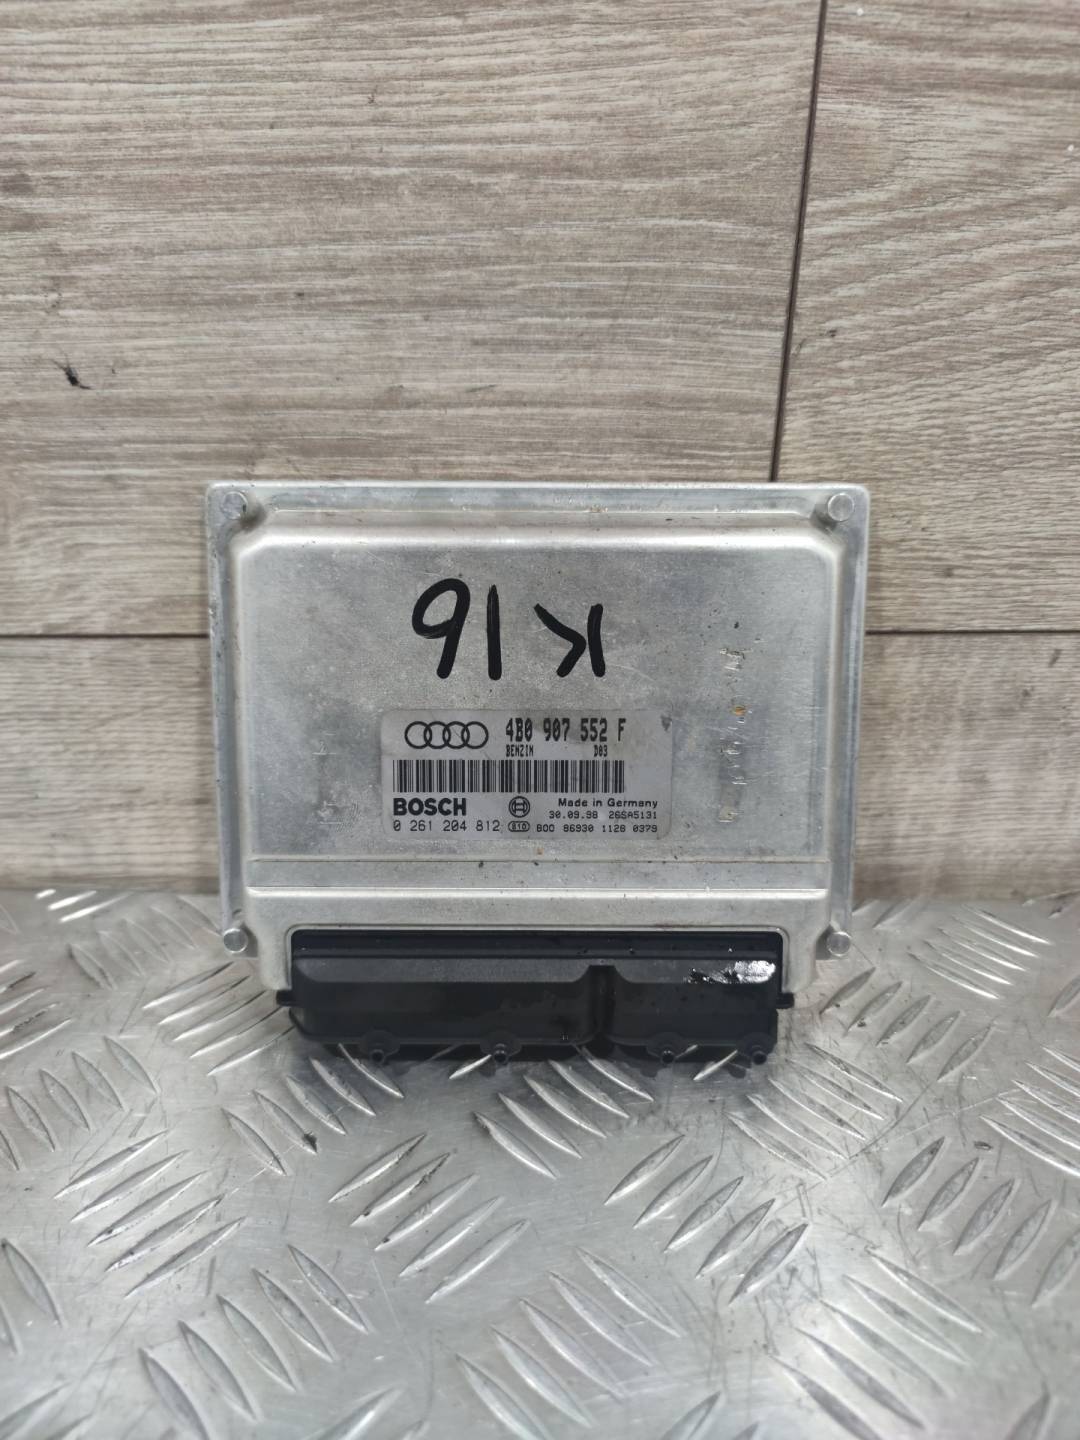 K16
4B0 907 552 F
BENZIN D03
BOSCH Made in Germany
30.09.98 26SA5131
0 261 204 812 B10 B00 86930 1128 0379